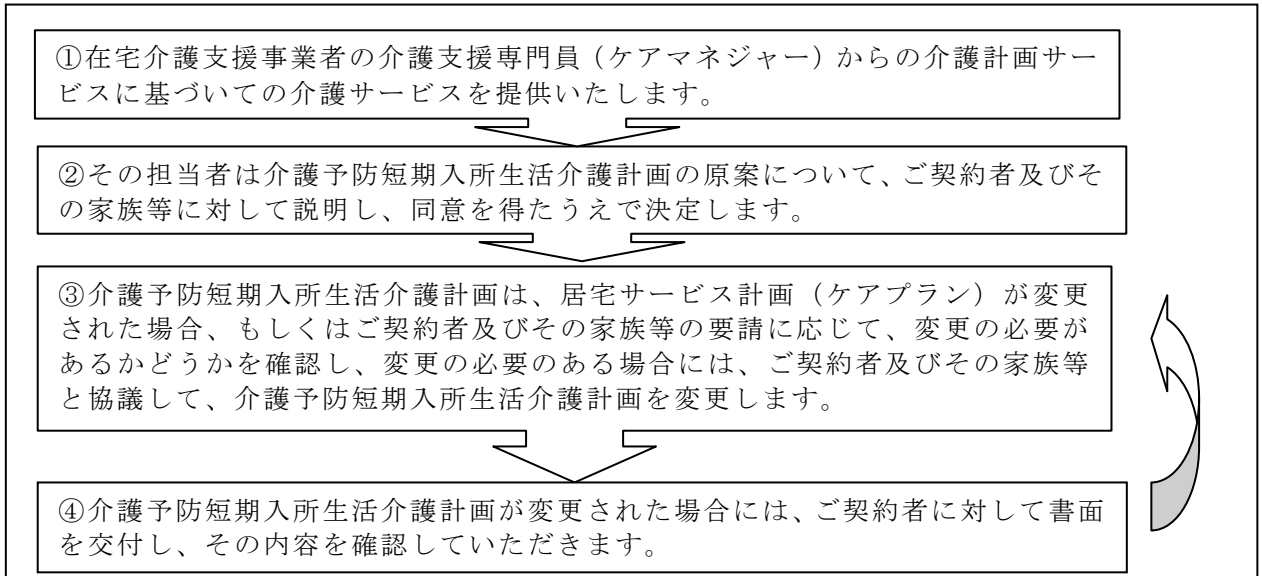 ①在宅介護支援事業者の介護支援専門員（ケアマネジャー）からの介護計画サー
ビスに基づいての介護サービスを提供いたします。
②その担当者は介護予防短期入所生活介護計画の原案について、ご契約者及びそ
の家族等に対して説明し、同意を得たうえで決定します。
③介護予防短期入所生活介護計画は、居宅サービス計画（ケアプラン）が変更
された場合、もしくはご契約者及びその家族等の要請に応じて、変更の必要が
あるかどうかを確認し、変更の必要のある場合には、ご契約者及びその家族等
と協議して、介護予防短期入所生活介護計画を変更します。
④介護予防短期入所生活介護計画が変更された場合には、ご契約者に対して書面
を交付し、その内容を確認していただきます。